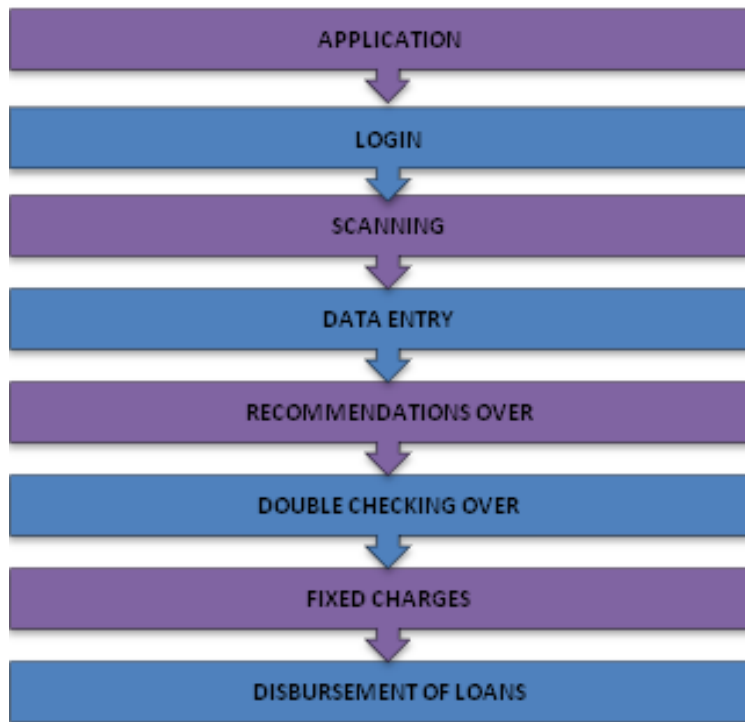 APPLICATION
LOGIN
SCANNING
DATA ENTRY
RECOMMENDATIONS OVER
DOUBLE CHECKING OVER
FIXED CHARGES
DISBURSEMENT OF LOANS